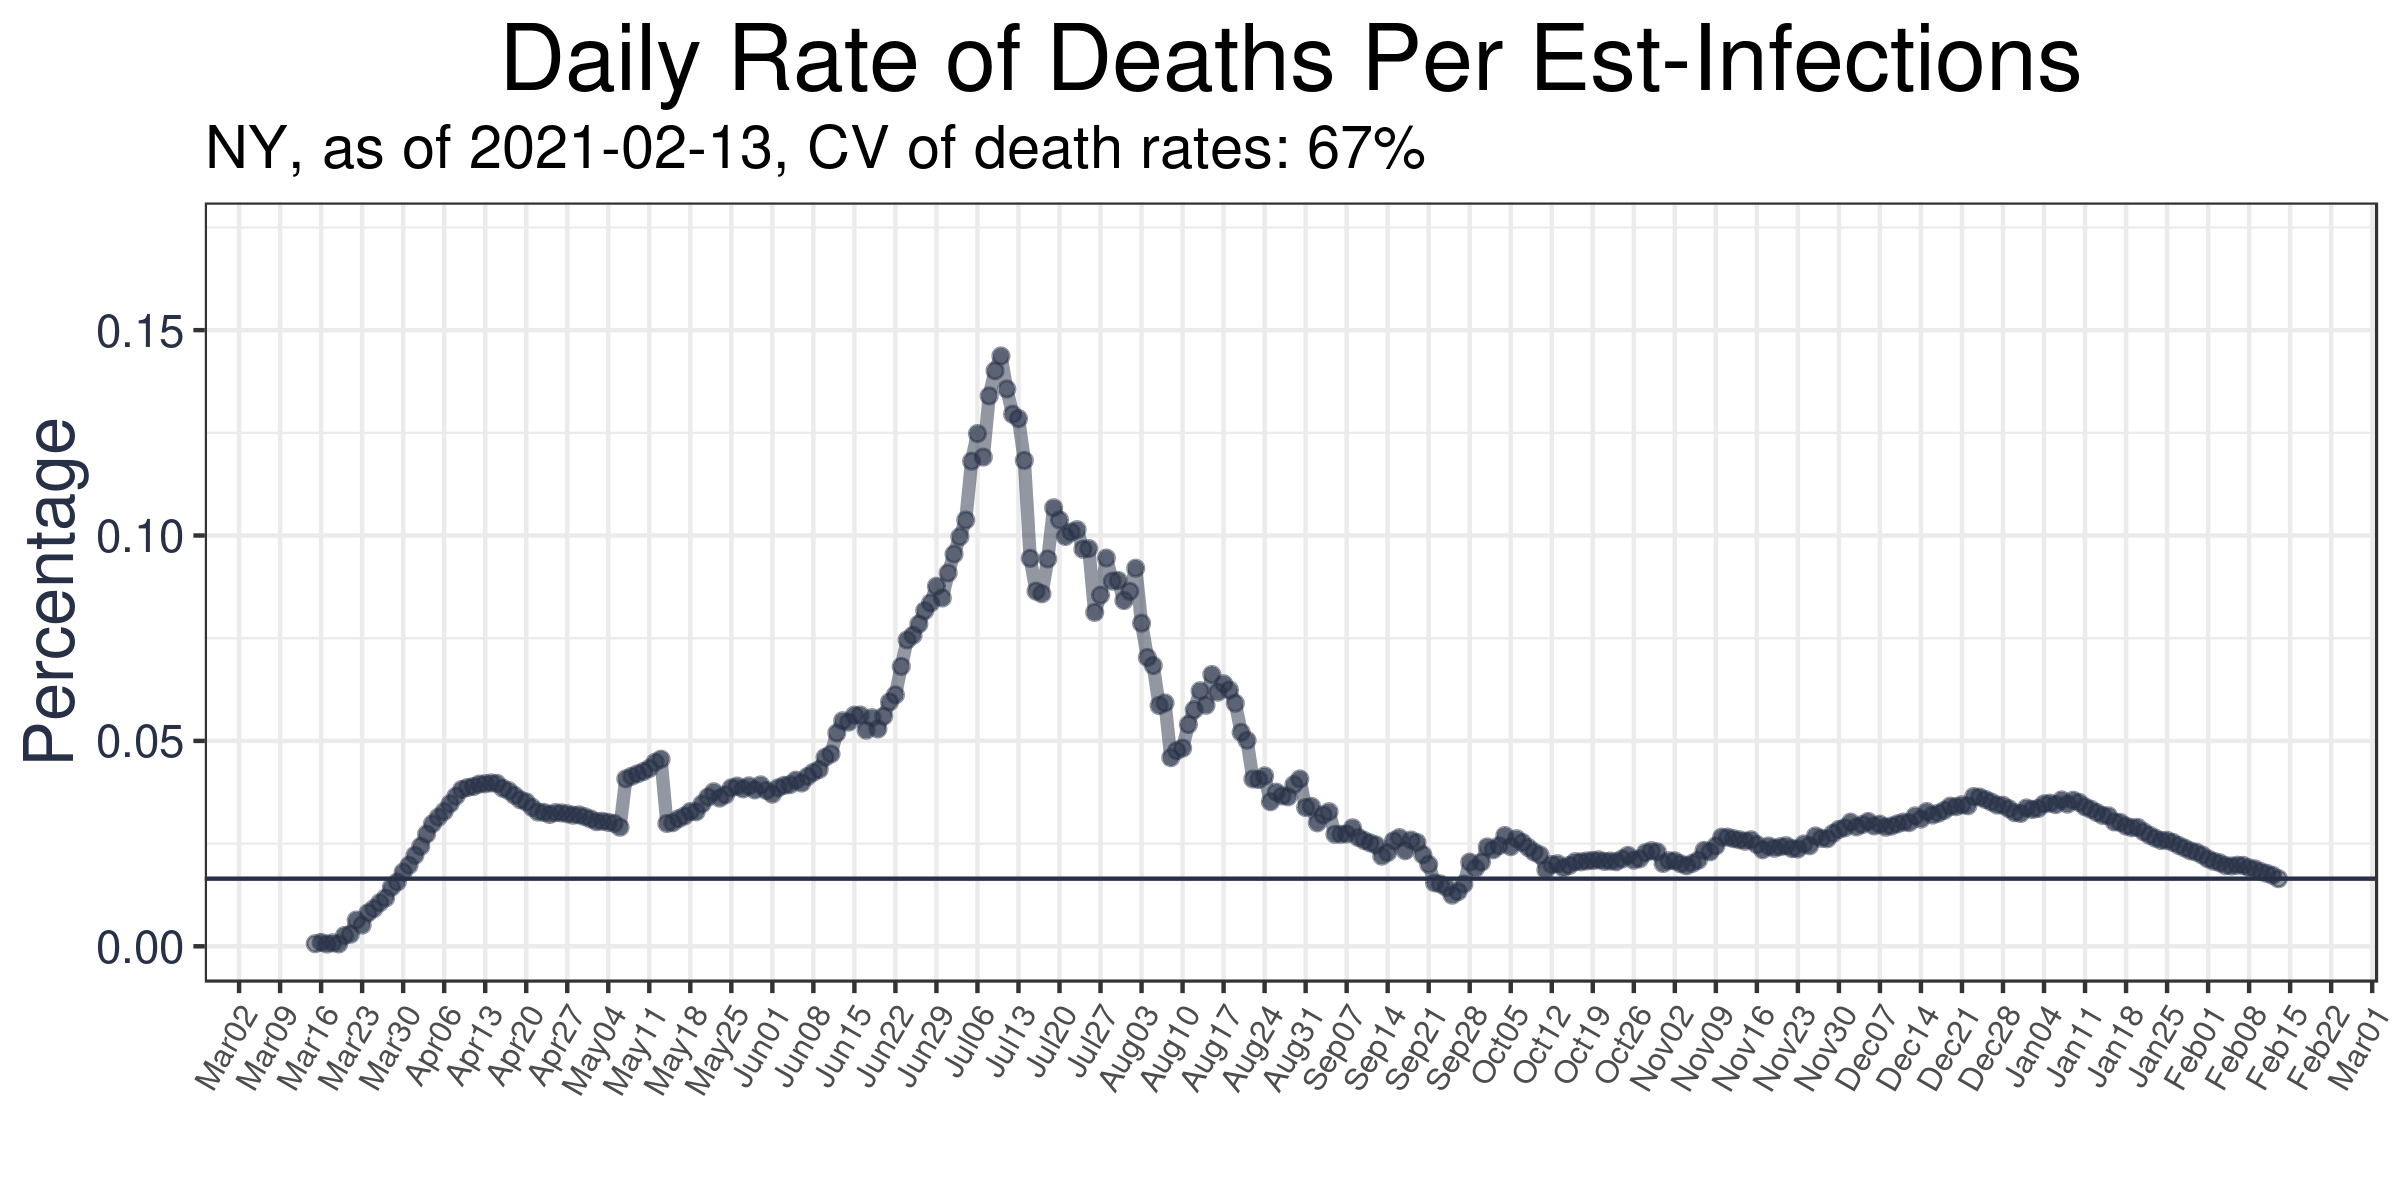 Daily Rate of Deaths Per Est-Infections
NY, as of 2021-02-13, CV of death rates: 67%
Percentage
0.15
0.10
0.05
0.00
Mar02
Mar09
Mar16
Mar23
Mar30
Apr06
Apr13
Apr20
Apr27
May04
May11
May18
May25
Jun01
Jun08
Jun15
Jun22
Jun29
Jul06
Jul13
Jul20
Jul27
Aug03
Aug10
Aug17
Aug24
Aug31
Sep07
Sep14
Sep21
Sep28
Oct05
Oct12
Oct19
Oct26
Nov02
Nov09
Nov16
Nov23
Nov30
Dec07
Dec14
Dec21
Dec28
Jan04
Jan11
Jan18
Jan25
Feb01
Feb08
Feb15
Feb22
Mar01